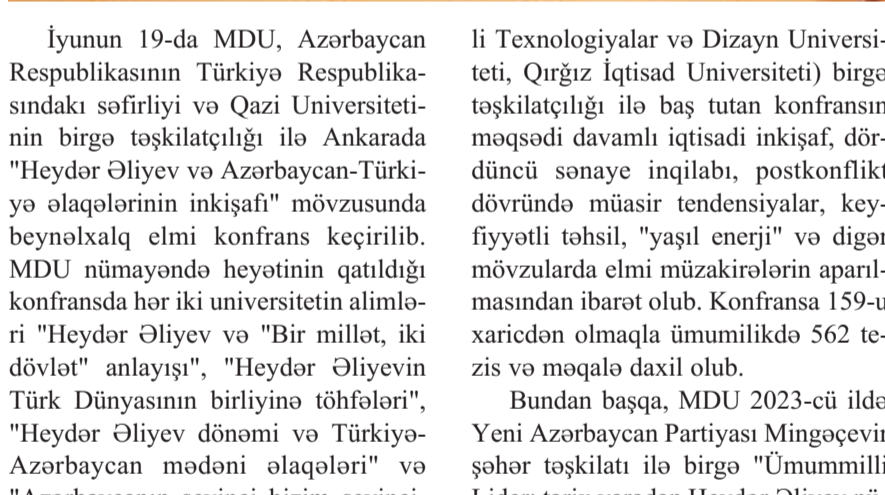 İyunun 19-da MDU, Azərbaycan
Respublikasının Türkiyə Respublika-
sındakı səfirliyi və Qazi Universiteti-
nin birgə təşkilatçılığı ilə Ankarada
"Heydər Əliyev və Azərbaycan-Türki-
yə əlaqələrinin inkişafı" mövzusunda
beynəlxalq elmi konfrans keçirilib.
MDU nümayəndə heyətinin qatıldığı
konfransda hər iki universitetin alimlə-
ri "Heydər Əliyev və "Bir millət, iki
dövlət" anlayışı", "Heydər Əliyevin
Türk Dünyasının birliyinə töhfələri",
"Heydər Əliyev dönəmi və Türkiyə-
Azərbaycan mədəni əlaqələri" və
li Texnologiyalar və Dizayn Universi-
teti, Qırğız İqtisad Universiteti) birgə
təşkilatçılığı ilə baş tutan konfransın
məqsədi davamlı iqtisadi inkişaf, dör-
düncü sənaye inqilabı, postkonflikt
dövründə müasir tendensiyalar, key-
fiyyətli təhsil, "yaşıl enerji" və digər
mövzularda elmi müzakirələrin aparıl-
masından ibarət olub. Konfransa 159-u
xaricdən olmaqla ümumilikdə 562 te-
zis və məqalə daxil olub.
Bundan başqa, MDU 2023-cü ildə
Yeni Azərbaycan Partiyası Mingəçevir
şəhər təşkilatı ilə birgə "Ümummilli